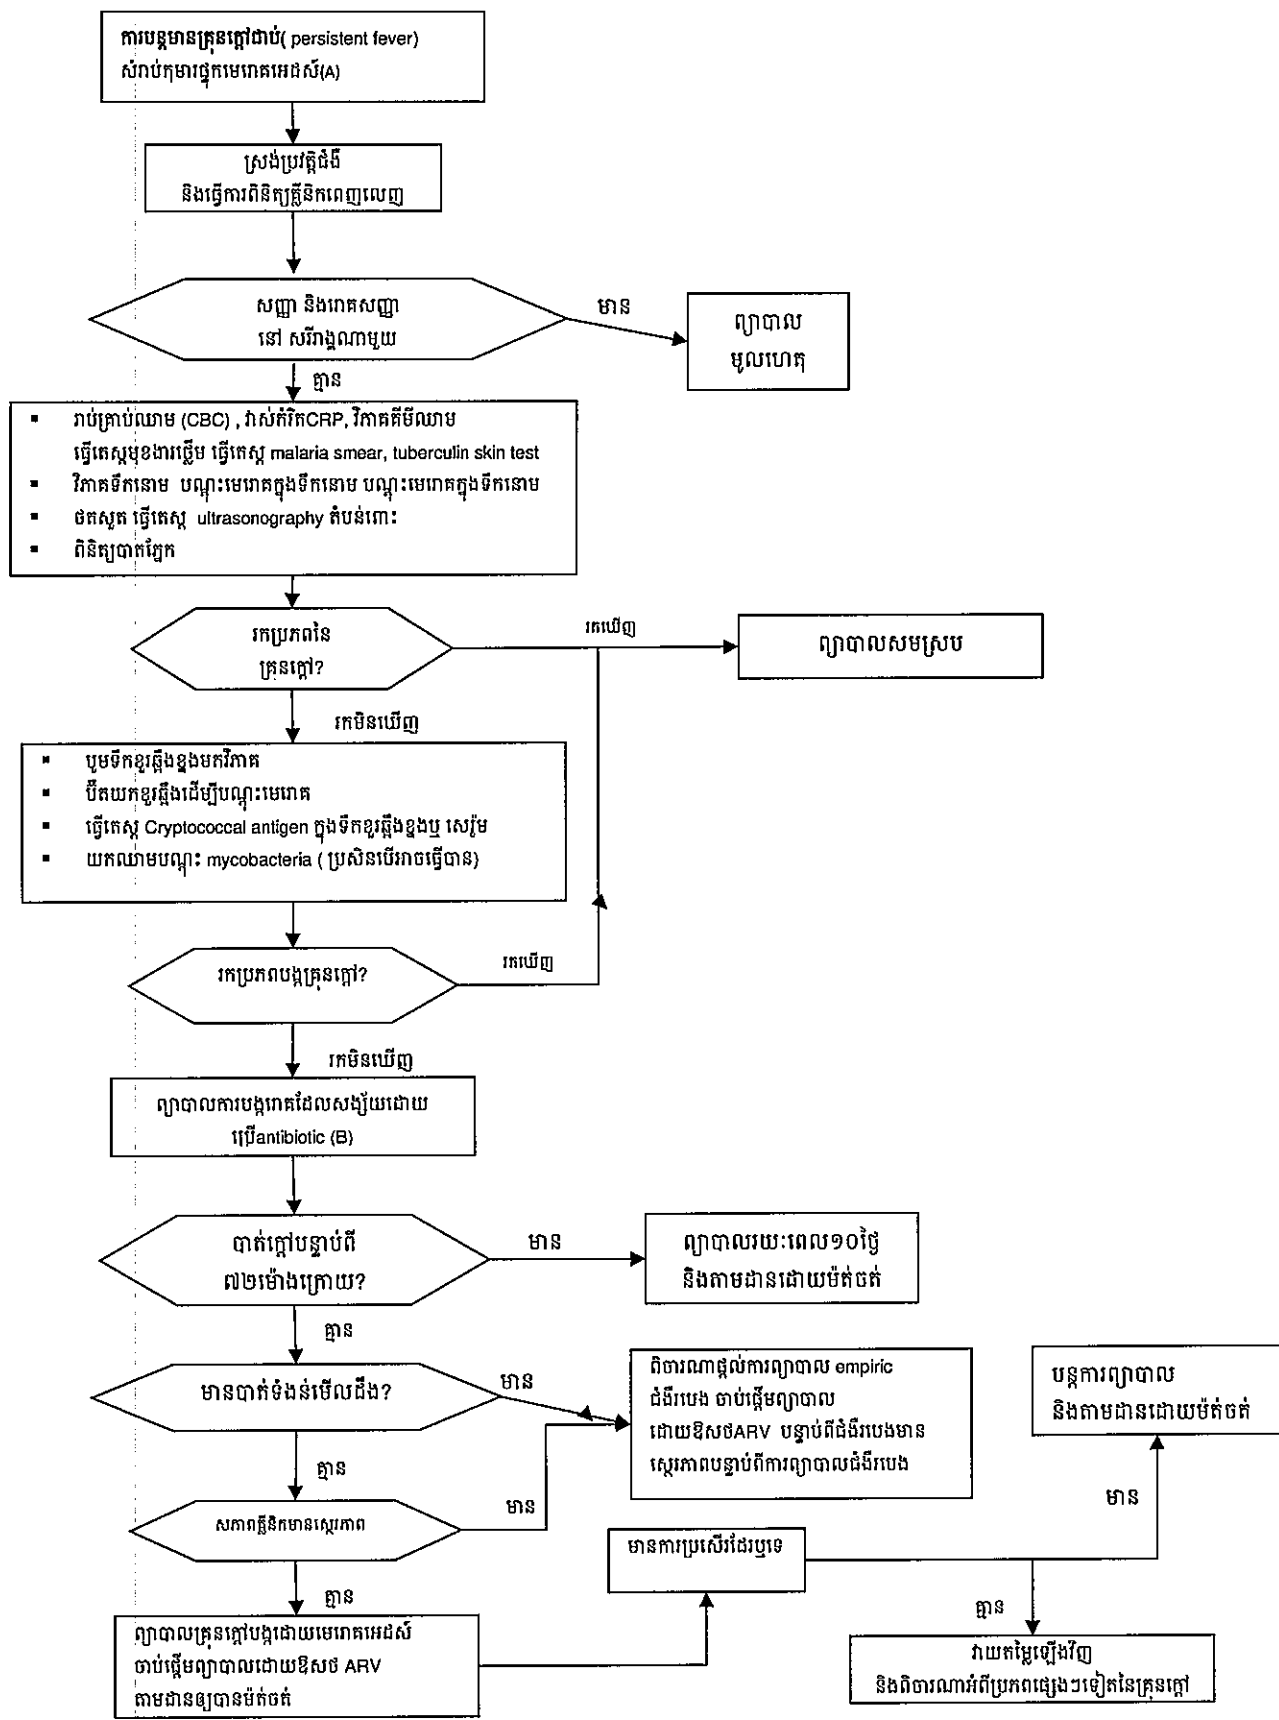 ការបន្តមានគ្រុនក្តៅជាប់( persistent fever)
សំរាប់កុមារផ្ទុកមេរោគអេដស៍(A)
ស្រង់ប្រវត្តិជំងឺ
និងធ្វើការពិនិត្យគ្លីនិកពេញលេញ
សញ្ញា និងរោគសញ្ញា
នៅ សរីរាង្គណាមួយ
មាន
ព្យាបាល
មូលហេតុ
គ្មាន
▪ រាប់គ្រាប់ឈាម (CBC) , វាស់កំរិតCRP, វិភាគគីមីឈាម
ធ្វើតេស្តមុខងារថ្លើម ធ្វើតេស្ត malaria smear, tuberculin skin test
▪ វិភាគទឹកនោម បណ្តុះមេរោគក្នុងទឹកនោម បណ្តុះមេរោគក្នុងទឹកនោម
▪ ថតសួត ធ្វើតេស្ត ultrasonography តំបន់ពោះ
▪ ពិនិត្យបាតភ្នែក
រកប្រភពនៃ
គ្រុនក្តៅ?
រកឃើញ
ព្យាបាលសមស្រប
រកមិនឃើញ
▪ បូមទឹកខួរឆ្អឹងខ្នងមកវិភាគ
▪ ប៊ឺតយកខួរឆ្អឹងដើម្បីបណ្តុះមេរោគ
▪ ធ្វើតេស្ត Cryptococcal antigen ក្នុងទឹកខួរឆ្អឹងខ្នងឬ សេរ៉ូម
▪ យកឈាមបណ្តុះ mycobacteria ( ប្រសិនបើអាចធ្វើបាន)
រកប្រភពបង្កគ្រុនក្តៅ?
រកឃើញ
រកមិនឃើញ
ព្យាបាលការបង្ករោគដែលសង្ស័យដោយ
ប្រើantibiotic (B)
បាត់ក្តៅបន្ទាប់ពី
៧២ម៉ោងក្រោយ?
មាន
ព្យាបាលរយៈពេល១០ថ្ងៃ
និងតាមដានដោយម៉ត់ចត់
គ្មាន
មានបាត់ទំងន់មើលដឹង?
មាន
ពិចារណាផ្តល់ការព្យាបាល empiric
ជំងឺរបេង ចាប់ផ្តើមព្យាបាល
ដោយឱសថARV បន្ទាប់ពីជំងឺរបេងមាន
ស្ថេរភាពបន្ទាប់ពីការព្យាបាលជំងឺរបេង
បន្តការព្យាបាល
និងតាមដានដោយម៉ត់ចត់
គ្មាន
សភាពគ្លីនិកមានស្ថេរភាព
មាន
មាន
មានការប្រសើរដែរឬទេ
គ្មាន
គ្មាន
ព្យាបាលគ្រុនក្តៅបង្កដោយមេរោគអេដស៍
ចាប់ផ្តើមព្យាបាលដោយឱសថ ARV
តាមដានឲ្យបានម៉ត់ចត់
វាយតម្លៃឡើងវិញ
និងពិចារណាអំពីប្រភពផ្សេងៗទៀតនៃគ្រុនក្តៅ